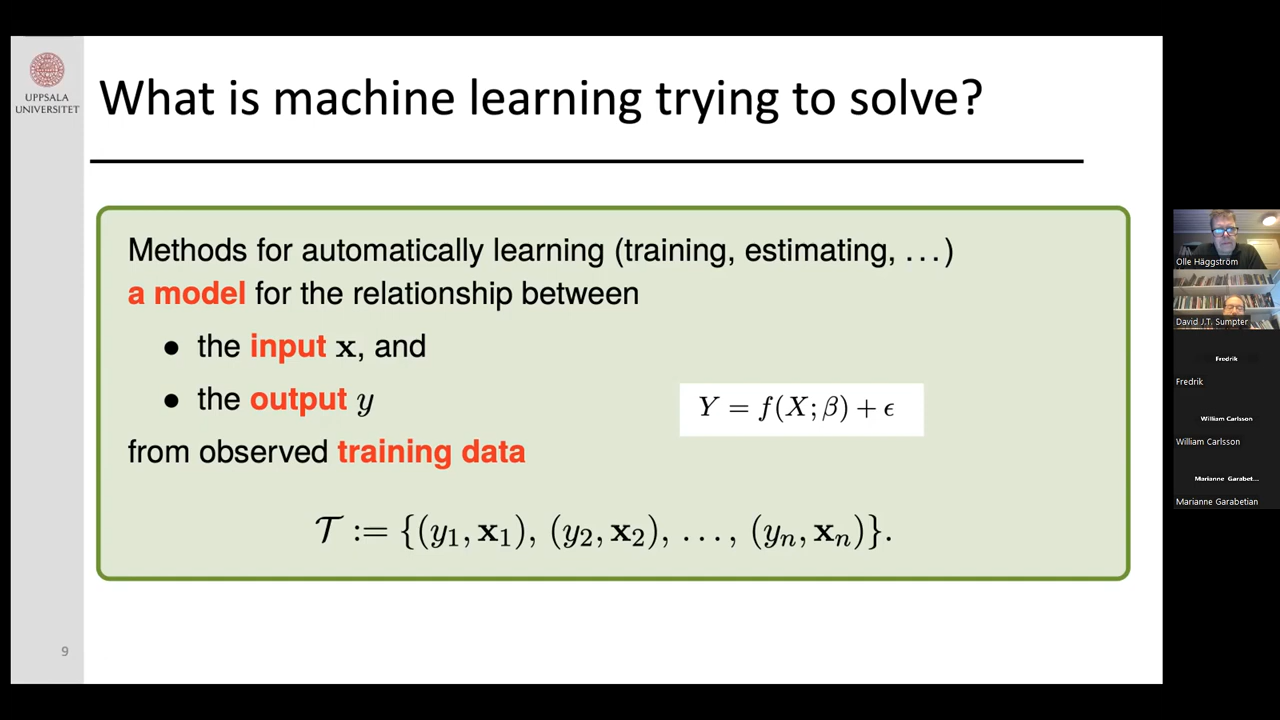 UPPSALA
UNIVERSITET
What is machine learning trying to solve?
Methods for automatically learning (training, estimating, ...)
a model for the relationship between
● the input x, and
● the output y
Y = f(X; β) + ϵ
from observed training data
𝒯 := {(y₁, x₁), (y₂, x₂), ..., (yₙ, xₙ)}.
9
Olle Häggström
David J.T. Sumpter
Fredrik
Fredrik
William Carlsson
William Carlsson
Marianne Garabet...
Marianne Garabetian